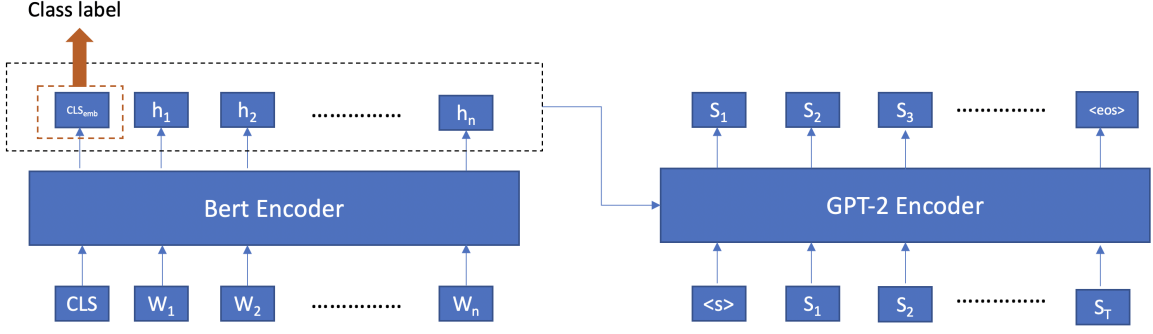 Class label
CLSemb h1 h2 .................. hn
S1 S2 S3 .................. <eos>
Bert Encoder
GPT-2 Encoder
CLS W1 W2 .................. Wn
<s> S1 S2 .................. ST